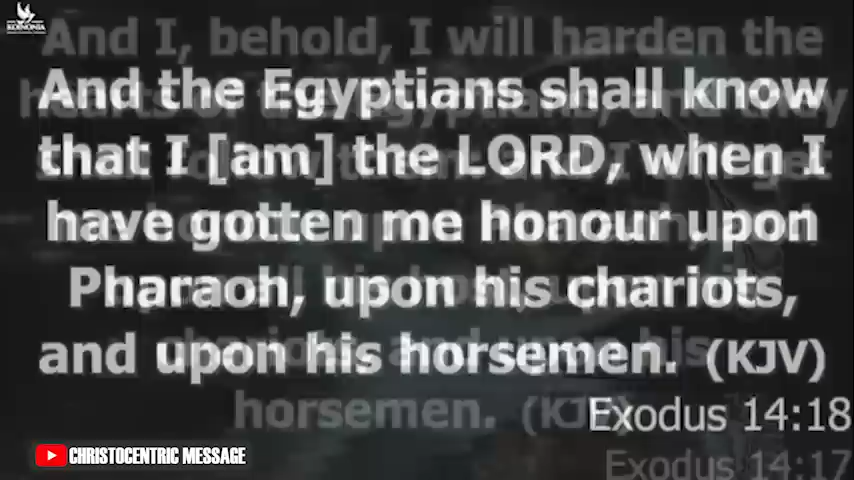 KOINONIA
And I, behold, I will harden the
And the Egyptians shall know
that I [am] the LORD, when I
have gotten me honour upon
Pharaoh, upon his chariots,
and upon his horsemen. (KJV)
horsemen. (KJV)
Exodus 14:18
CHRISTOCENTRIC MESSAGE
Exodus 14:17